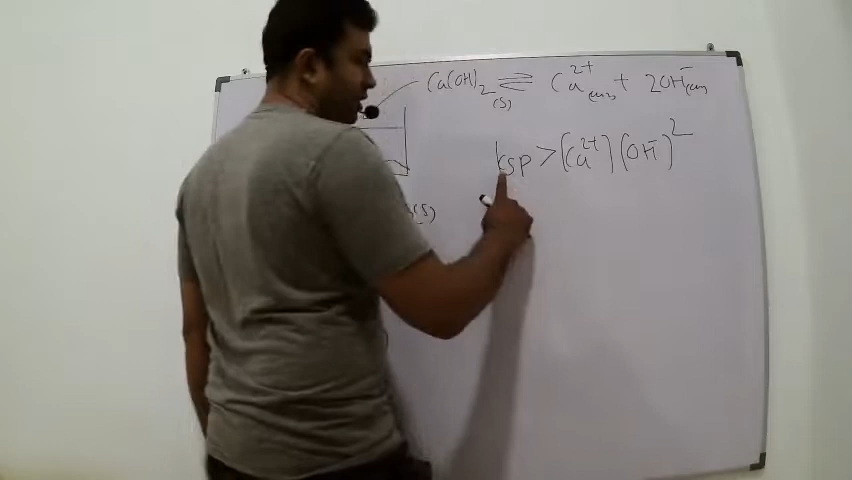 Ca(OH)₂(s) ⇌ Ca²⁺(aq) + 2OH⁻(aq)
Ksp > [Ca²⁺][OH⁻]²
(s)